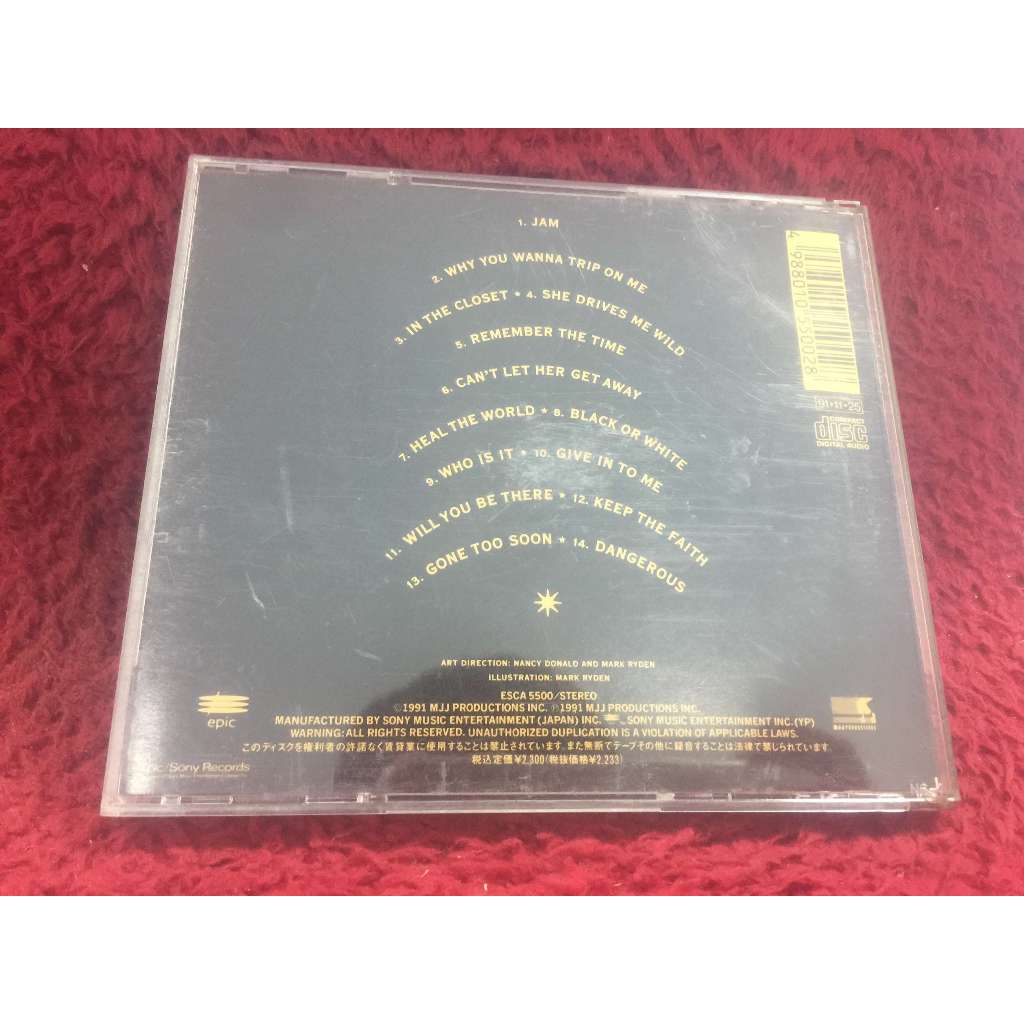 1. JAM
2. WHY YOU WANNA TRIP ON ME
3. IN THE CLOSET ★ 4. SHE DRIVES ME WILD
5. REMEMBER THE TIME
6. CAN'T LET HER GET AWAY
7. HEAL THE WORLD ★ 8. BLACK OR WHITE
9. WHO IS IT ★ 10. GIVE IN TO ME
11. WILL YOU BE THERE ★ 12. KEEP THE FAITH
13. GONE TOO SOON ★ 14. DANGEROUS
4988010550028
91・11・25
COMPACT
disc
DIGITAL AUDIO
ART DIRECTION: NANCY DONALD AND MARK RYDEN
ILLUSTRATION: MARK RYDEN
ESCA 5500/STEREO
©1991 MJJ PRODUCTIONS INC. ℗1991 MJJ PRODUCTIONS INC.
MANUFACTURED BY SONY MUSIC ENTERTAINMENT (JAPAN) INC. SONY MUSIC ENTERTAINMENT INC.(YP)
WARNING: ALL RIGHTS RESERVED. UNAUTHORIZED DUPLICATION IS A VIOLATION OF APPLICABLE LAWS.
このディスクを権利者の許諾なく賃貸業に使用することは禁止されています。また無断でテープその他に録音することは法律で禁じられています。
税込定価¥2,300(税抜価格¥2,233)
epic
/Sony Records